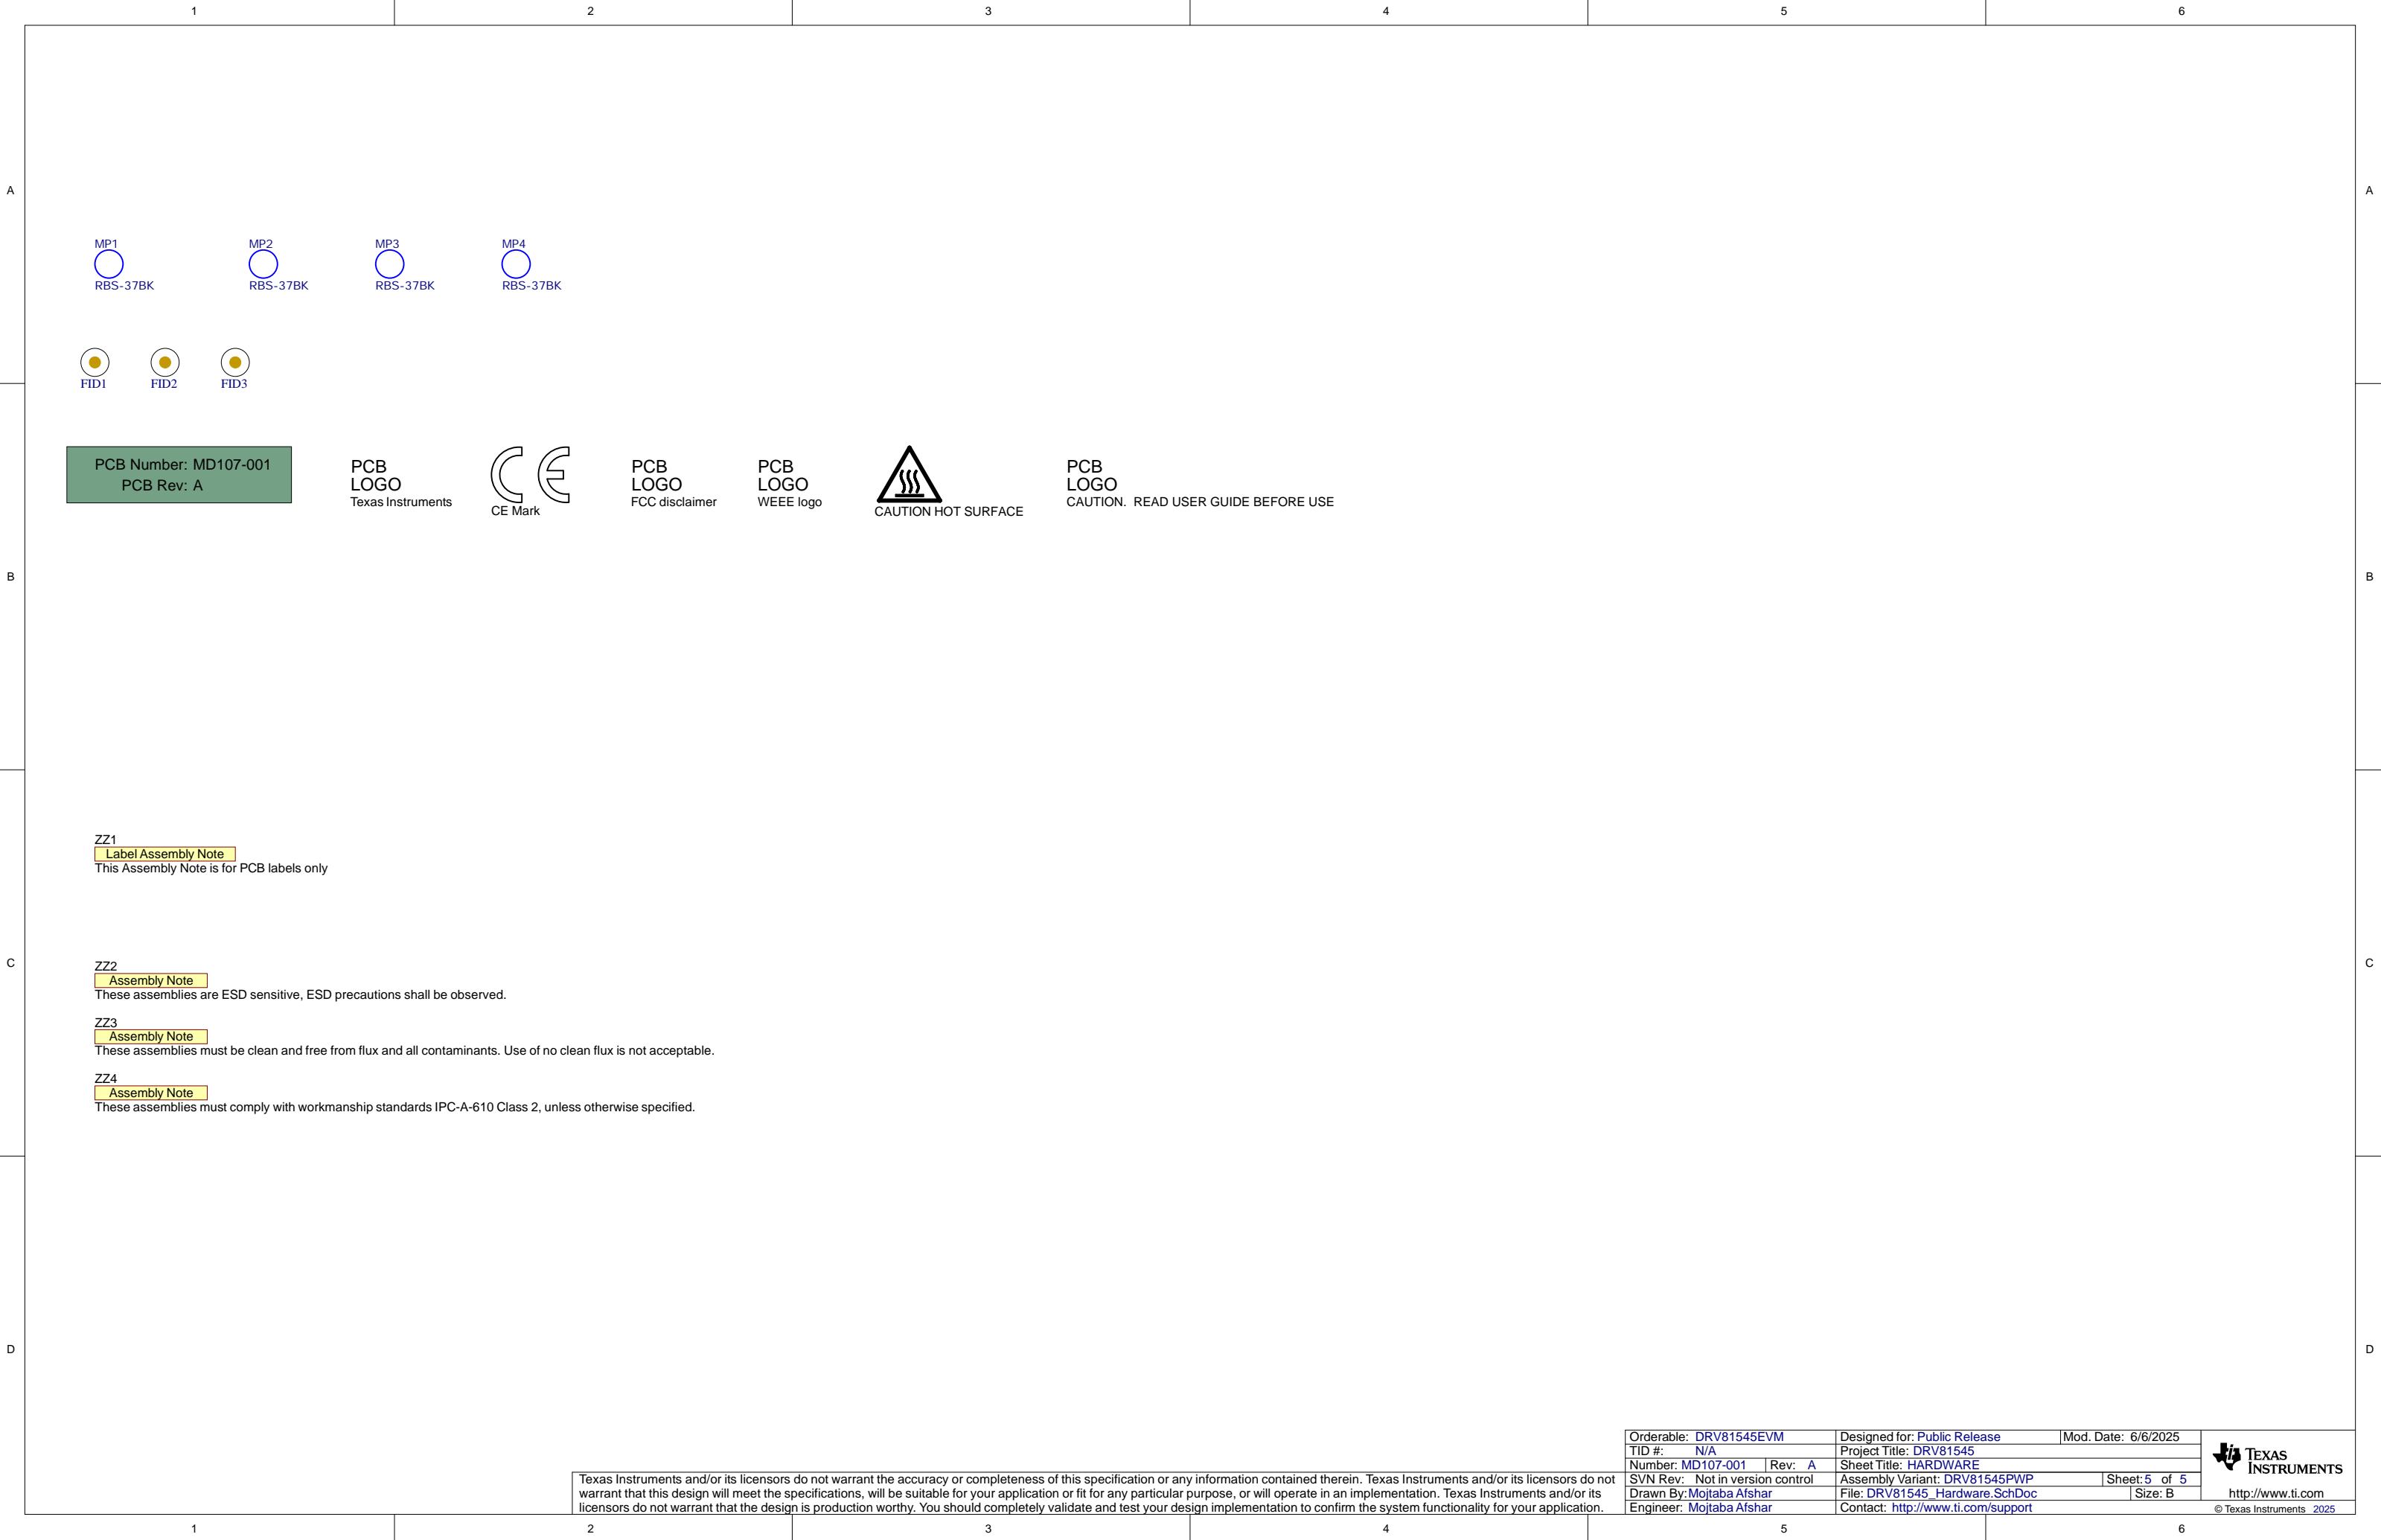 1 2 3 4 5 6
A A
MP1 MP2 MP3 MP4
RBS-37BK RBS-37BK RBS-37BK RBS-37BK
FID1 FID2 FID3
PCB Number: MD107-001
PCB Rev: A
PCB
LOGO
Texas Instruments
CE Mark
PCB
LOGO
FCC disclaimer
PCB
LOGO
WEEE logo
CAUTION HOT SURFACE
PCB
LOGO
CAUTION. READ USER GUIDE BEFORE USE
B B
ZZ1
Label Assembly Note
This Assembly Note is for PCB labels only
C C
ZZ2
Assembly Note
These assemblies are ESD sensitive, ESD precautions shall be observed.
ZZ3
Assembly Note
These assemblies must be clean and free from flux and all contaminants. Use of no clean flux is not acceptable.
ZZ4
Assembly Note
These assemblies must comply with workmanship standards IPC-A-610 Class 2, unless otherwise specified.
D D
Texas Instruments and/or its licensors do not warrant the accuracy or completeness of this specification or any information contained therein. Texas Instruments and/or its licensors do not
warrant that this design will meet the specifications, will be suitable for your application or fit for any particular purpose, or will operate in an implementation. Texas Instruments and/or its
licensors do not warrant that the design is production worthy. You should completely validate and test your design implementation to confirm the system functionality for your application.
Orderable: DRV81545EVM Designed for: Public Release Mod. Date: 6/6/2025
TID #: N/A Project Title: DRV81545
Number: MD107-001 Rev: A Sheet Title: HARDWARE
SVN Rev: Not in version control Assembly Variant: DRV81545PWP Sheet: 5 of 5
Drawn By: Mojtaba Afshar File: DRV81545_Hardware.SchDoc Size: B
Engineer: Mojtaba Afshar Contact: http://www.ti.com/support
TEXAS
INSTRUMENTS
http://www.ti.com
© Texas Instruments 2025
1 2 3 4 5 6